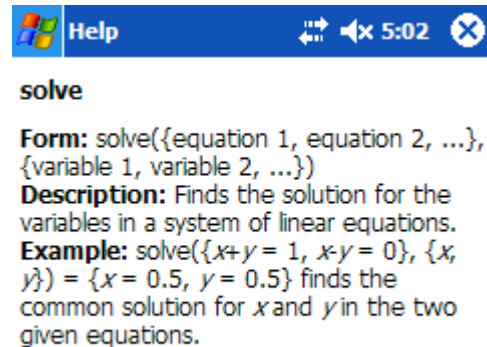 Help 5:02
solve
Form: solve({equation 1, equation 2, ...},
{variable 1, variable 2, ...})
Description: Finds the solution for the
variables in a system of linear equations.
Example: solve({x+y = 1, x-y = 0}, {x,
y}) = {x = 0.5, y = 0.5} finds the
common solution for x and y in the two
given equations.